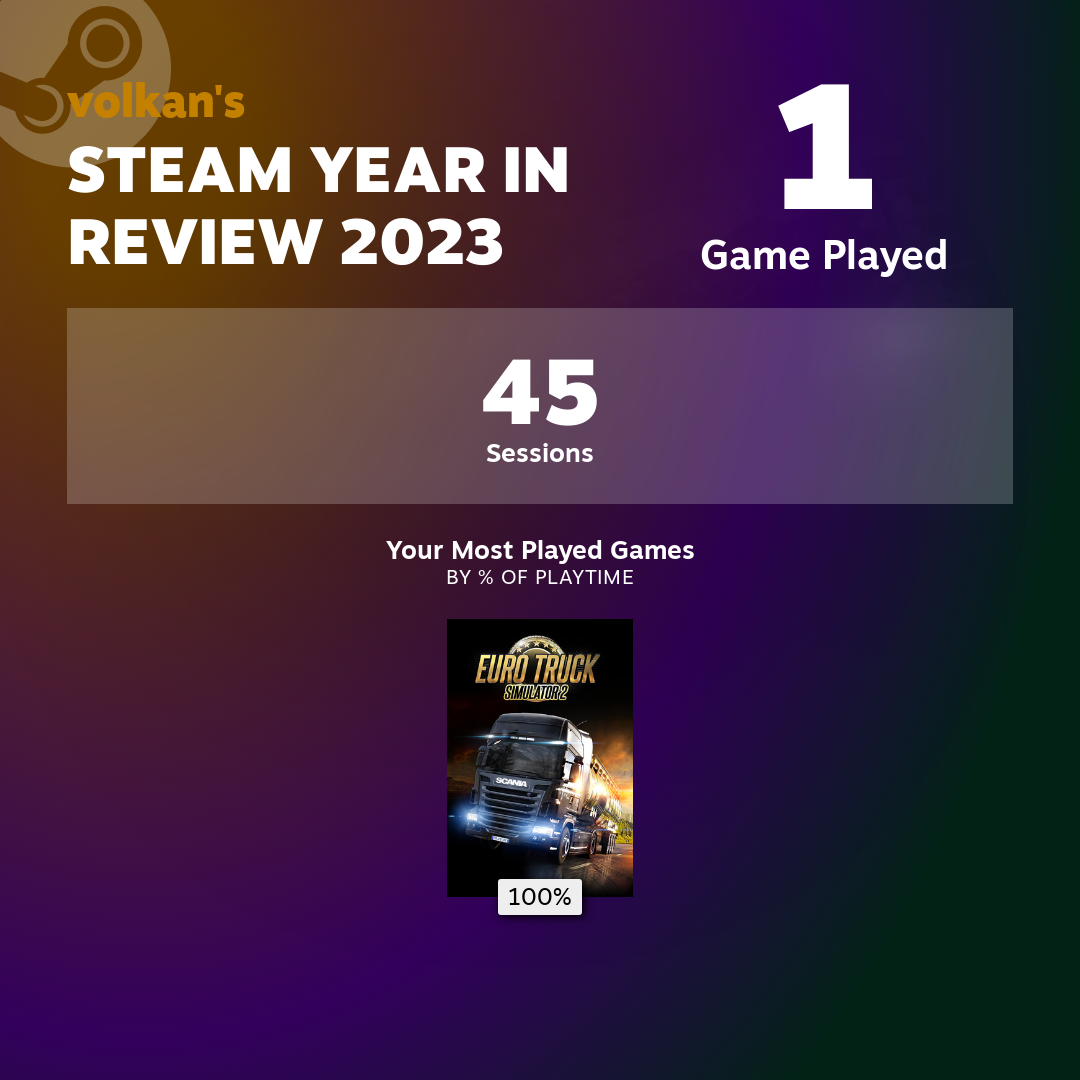 volkan's
STEAM YEAR IN
REVIEW 2023
1
Game Played
45
Sessions
Your Most Played Games
BY % OF PLAYTIME
EURO TRUCK
SIMULATOR 2
SCANIA
100%